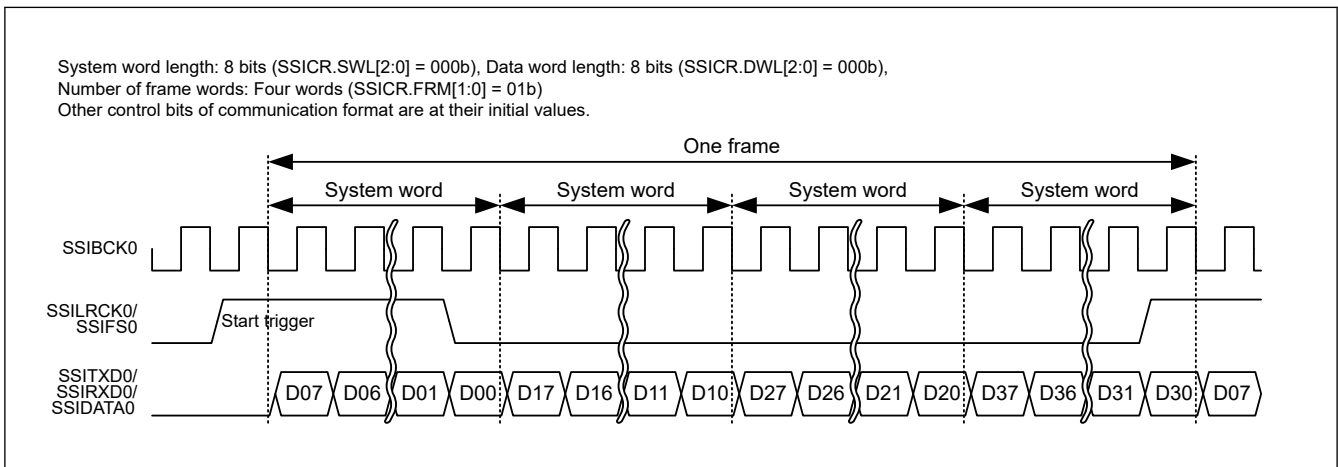 System word length: 8 bits (SSICR.SWL[2:0] = 000b), Data word length: 8 bits (SSICR.DWL[2:0] = 000b),
Number of frame words: Four words (SSICR.FRM[1:0] = 01b)
Other control bits of communication format are at their initial values.
One frame
System word System word System word System word
SSIBCK0
SSILRCK0/
SSIFS0
Start trigger
SSITXD0/
SSIRXD0/
SSIDATA0
D07 D06 D01 D00 D17 D16 D11 D10 D27 D26 D21 D20 D37 D36 D31 D30 D07